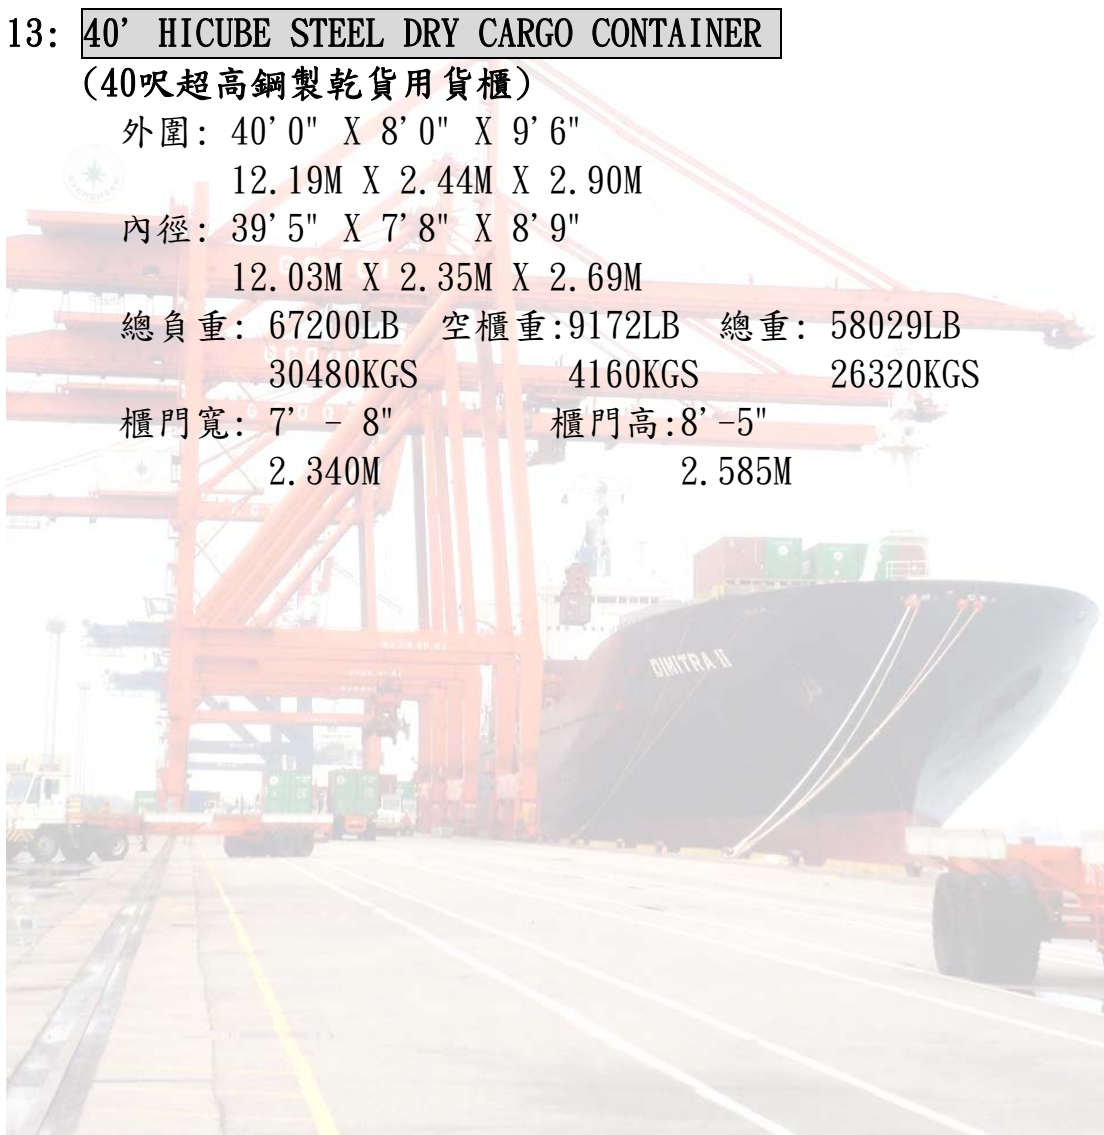 13: 40' HICUBE STEEL DRY CARGO CONTAINER
(40呎超高鋼製乾貨用貨櫃)
外圍: 40'0" X 8'0" X 9'6"
12.19M X 2.44M X 2.90M
內徑: 39'5" X 7'8" X 8'9"
12.03M X 2.35M X 2.69M
總負重: 67200LB 空櫃重:9172LB 總重: 58029LB
30480KGS 4160KGS 26320KGS
櫃門寬: 7' - 8" 櫃門高:8'-5"
2.340M 2.585M
DIMITRA II